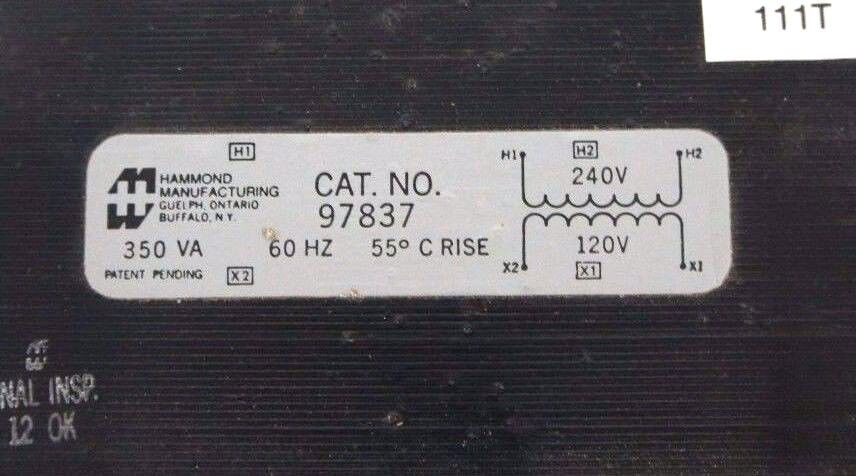 111T
H1
HAMMOND
MANUFACTURING
GUELPH, ONTARIO
BUFFALO, N.Y.
CAT. NO.
97837
350 VA 60 HZ 55° C RISE
PATENT PENDING X2
H1 H2 H2
240V
120V
X2 X1 X1
NAL INSP.
12 OK